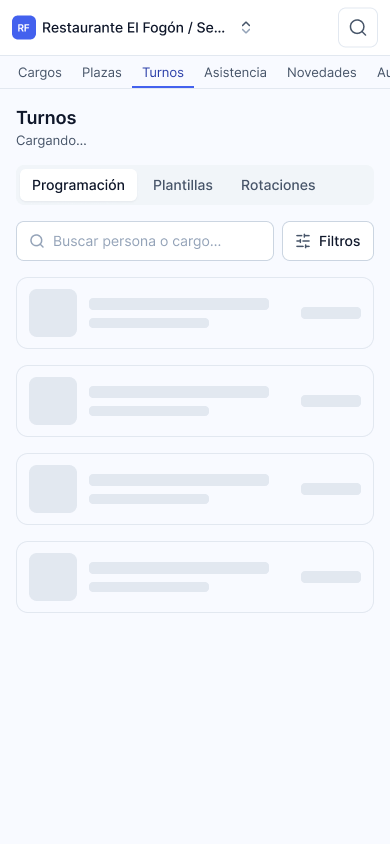 RF Restaurante El Fogón / Se...
Cargos Plazas Turnos Asistencia Novedades Au
Turnos
Cargando...
Programación Plantillas Rotaciones
Buscar persona o cargo... Filtros